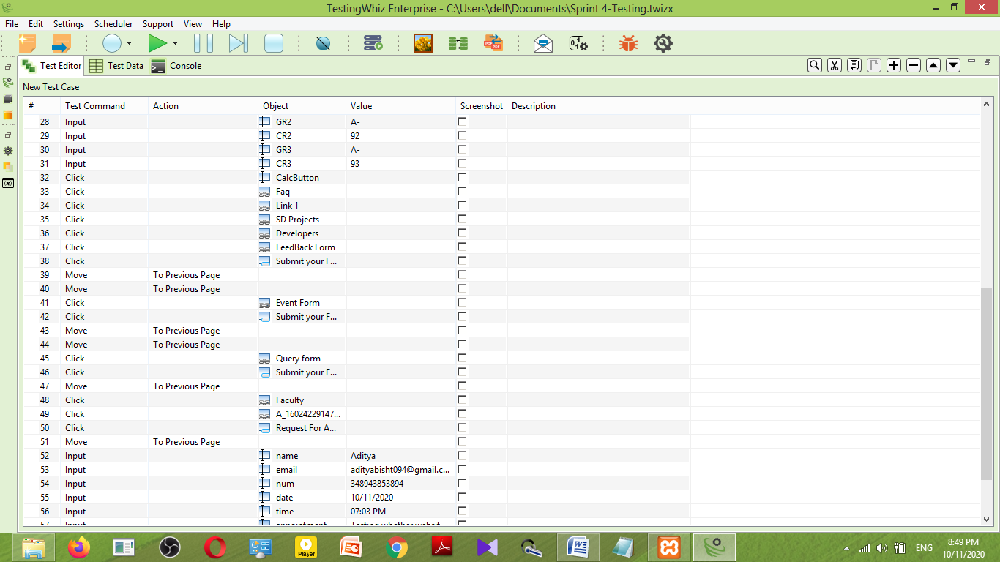 TestingWhiz Enterprise - C:\Users\dell\Documents\Sprint 4-Testing.twizx
File Edit Settings Scheduler Support View Help
Test Editor Test Data Console
New Test Case
# Test Command Action Object Value Screenshot Description
28 Input GR2 A-
29 Input CR2 92
30 Input GR3 A-
31 Input CR3 93
32 Click CalcButton
33 Click Faq
34 Click Link 1
35 Click SD Projects
36 Click Developers
37 Click FeedBack Form
38 Click Submit your F...
39 Move To Previous Page
40 Move To Previous Page
41 Click Event Form
42 Click Submit your F...
43 Move To Previous Page
44 Move To Previous Page
45 Click Query form
46 Click Submit your F...
47 Move To Previous Page
48 Click Faculty
49 Click A_16024229147...
50 Click Request For A...
51 Move To Previous Page
52 Input name Aditya
53 Input email adityabisht094@gmail.c...
54 Input num 348943853894
55 Input date 10/11/2020
56 Input time 07:03 PM
57 Input appointment Testing whether websit...
Player
ENG
8:49 PM
10/11/2020